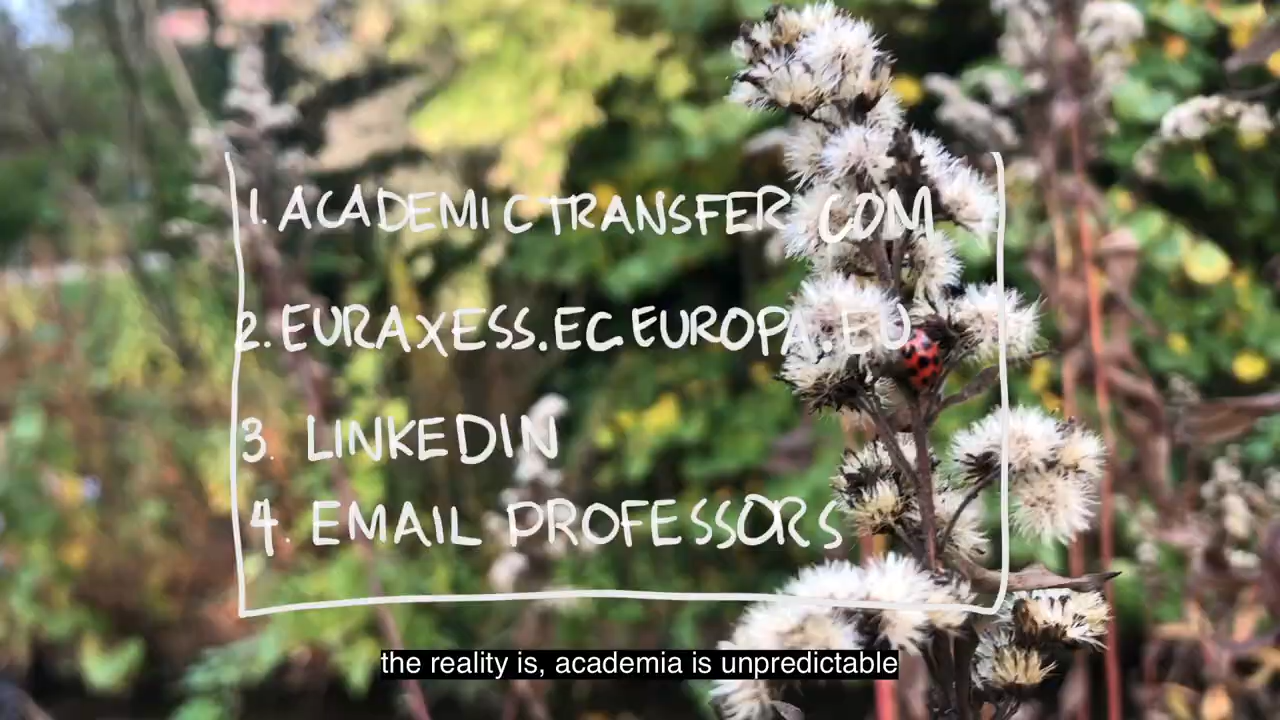 1. ACADEMICTRANSFER.COM
2. EURAXESS.EC EUROPA.EU
3. LINKEDIN
4. EMAIL PROFESSORS
the reality is, academia is unpredictable